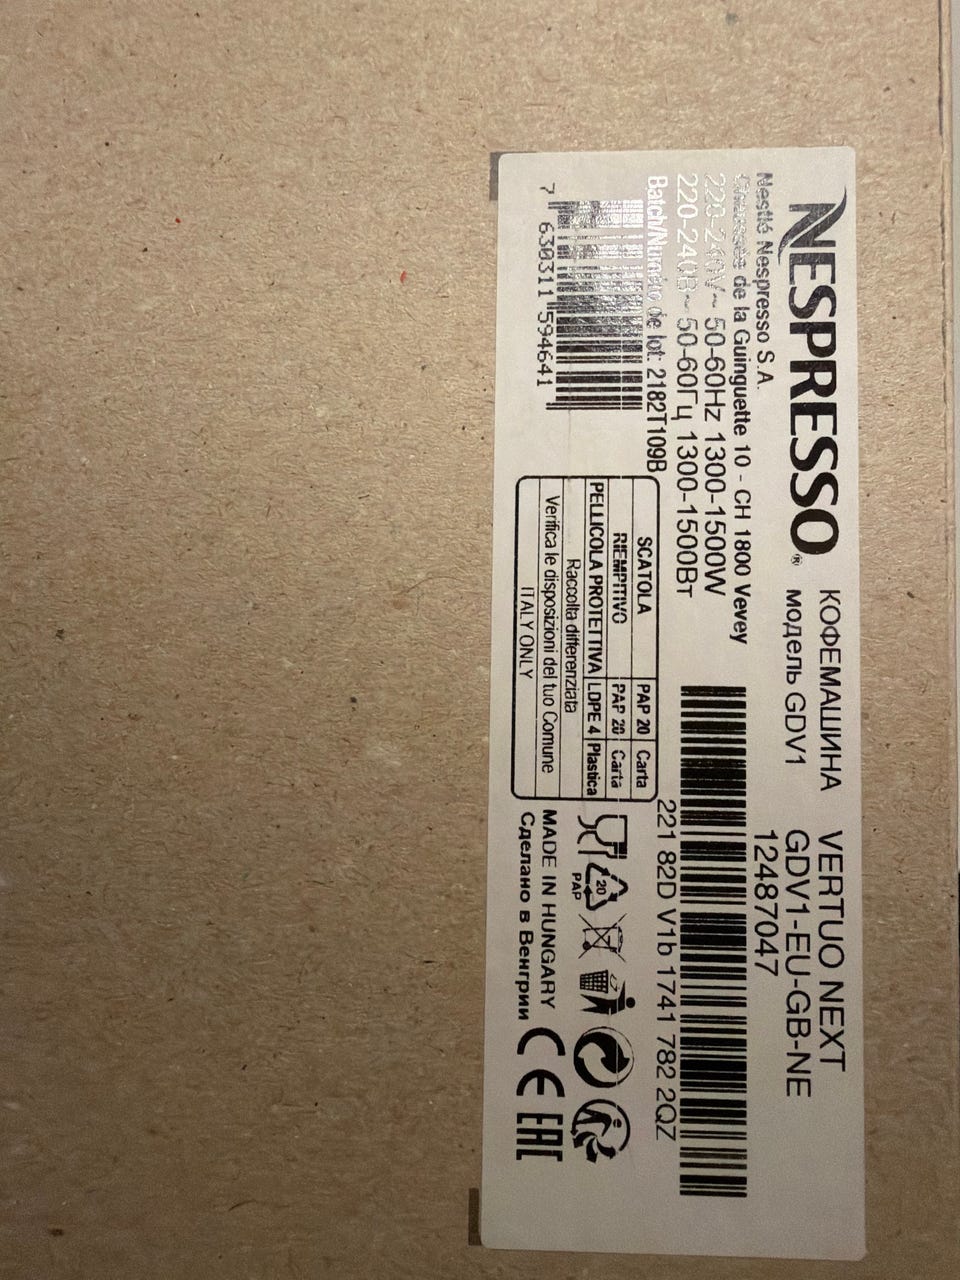 NESPRESSO®
КОФЕМАШИНА
модель GDV1
VERTUO NEXT
GDV1-EU-GB-NE
12487047
Nestlé Nespresso S.A.
Chaussée de la Guinguette 10 - CH 1800 Vevey
220-240V~ 50-60Hz 1300-1500W
220-240В~ 50-60Гц 1300-1500Вт
Batch/Numéro de lot: 2182T109B
221 82D V1b 1741 782 2QZ
7 630311 594641
SCATOLA PAP 20 Carta
RIEMPITIVO PAP 20 Carta
PELLICOLA PROTETTIVA LDPE 4 Plastica
Raccolta differenziata
Verifica le disposizioni del tuo Comune
ITALY ONLY
20
PAP
MADE IN HUNGARY
Сделано в Венгрии
CE EAC